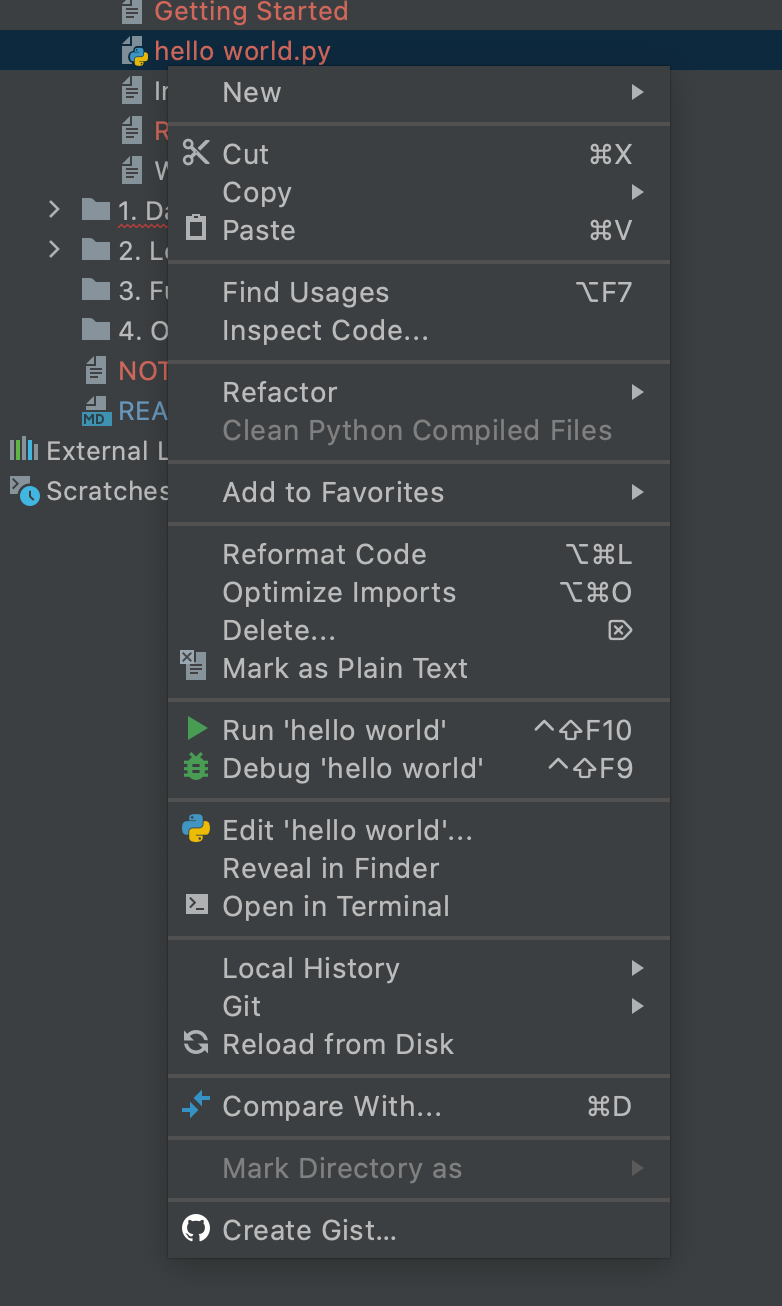 Getting Started
hello world.py
New
Cut ⌘X
Copy
Paste ⌘V
1. Da
2. L
3. Fu
4. O
Find Usages ⌥F7
Inspect Code...
NOT
Refactor
MD REA
Clean Python Compiled Files
External L
Scratches
Add to Favorites
Reformat Code ⌥⌘L
Optimize Imports ⌥⌘O
Delete... ⌦
Mark as Plain Text
Run 'hello world' ^⇧F10
Debug 'hello world' ^⇧F9
Edit 'hello world'...
Reveal in Finder
Open in Terminal
Local History
Git
Reload from Disk
Compare With... ⌘D
Mark Directory as
Create Gist...